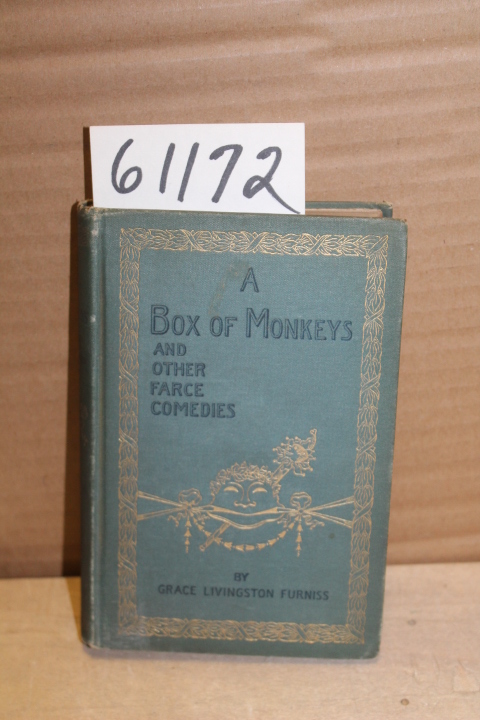 61172
A
BOX OF MONKEYS
AND
OTHER
FARCE
COMEDIES
BY
GRACE LIVINGSTON FURNISS